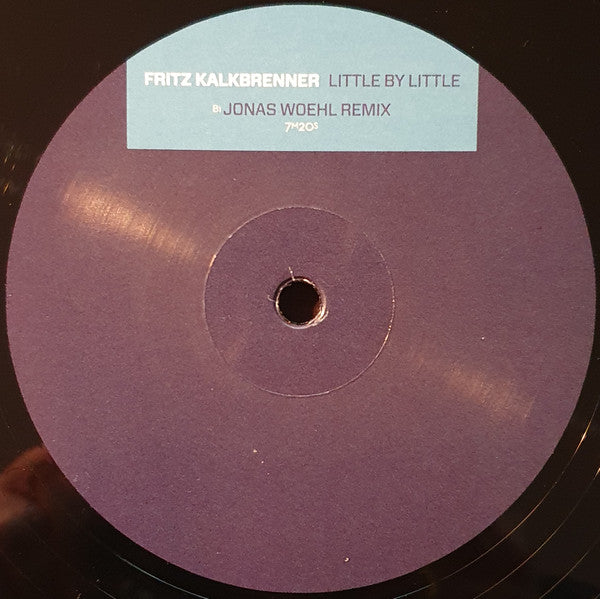 FRITZ KALKBRENNER LITTLE BY LITTLE
B1 JONAS WOEHL REMIX
7M20S